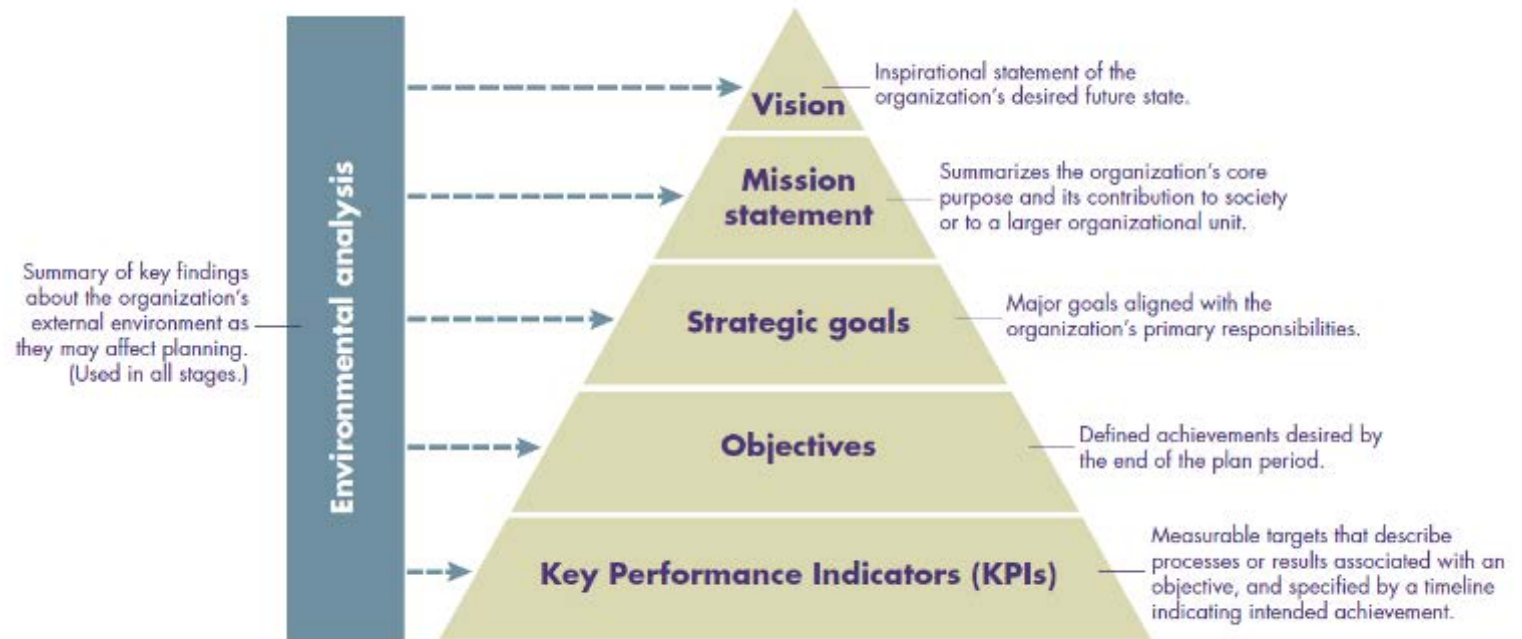 Environmental analysis
Summary of key findings
about the organization's
external environment as
they may affect planning.
(Used in all stages.)
Vision
Inspirational statement of the
organization's desired future state.
Mission
statement
Summarizes the organization's core
purpose and its contribution to society
or to a larger organizational unit.
Strategic goals
Major goals aligned with the
organization's primary responsibilities.
Objectives
Defined achievements desired by
the end of the plan period.
Key Performance Indicators (KPIs)
Measurable targets that describe
processes or results associated with an
objective, and specified by a timeline
indicating intended achievement.